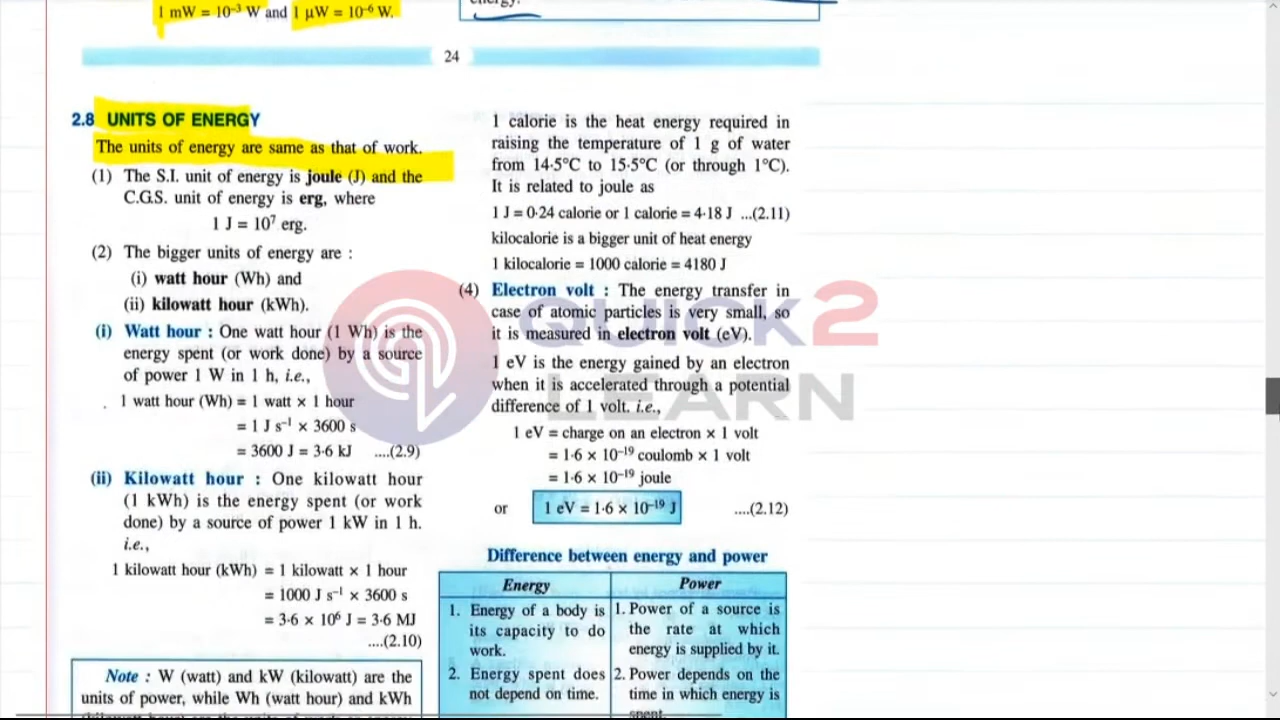 1 mW = 10⁻³ W and 1 μW = 10⁻⁶ W.
energy.
24
2.8 UNITS OF ENERGY
The units of energy are same as that of work.
(1) The S.I. unit of energy is joule (J) and the
C.G.S. unit of energy is erg, where
1 J = 10⁷ erg.
(2) The bigger units of energy are :
(i) watt hour (Wh) and
(ii) kilowatt hour (kWh).
(i) Watt hour : One watt hour (1 Wh) is the
energy spent (or work done) by a source
of power 1 W in 1 h, i.e.,
1 watt hour (Wh) = 1 watt × 1 hour
= 1 J s⁻¹ × 3600 s
= 3600 J = 3·6 kJ ....(2.9)
(ii) Kilowatt hour : One kilowatt hour
(1 kWh) is the energy spent (or work
done) by a source of power 1 kW in 1 h.
i.e.,
1 kilowatt hour (kWh) = 1 kilowatt × 1 hour
= 1000 J s⁻¹ × 3600 s
= 3·6 × 10⁶ J = 3·6 MJ
....(2.10)
Note : W (watt) and kW (kilowatt) are the
units of power, while Wh (watt hour) and kWh
1 calorie is the heat energy required in
raising the temperature of 1 g of water
from 14·5°C to 15·5°C (or through 1°C).
It is related to joule as
1 J = 0·24 calorie or 1 calorie = 4·18 J ...(2.11)
kilocalorie is a bigger unit of heat energy
1 kilocalorie = 1000 calorie = 4180 J
(4) Electron volt : The energy transfer in
case of atomic particles is very small, so
it is measured in electron volt (eV).
1 eV is the energy gained by an electron
when it is accelerated through a potential
difference of 1 volt. i.e.,
1 eV = charge on an electron × 1 volt
= 1·6 × 10⁻¹⁹ coulomb × 1 volt
= 1·6 × 10⁻¹⁹ joule
or 1 eV = 1·6 × 10⁻¹⁹ J ....(2.12)
Difference between energy and power
Energy Power
1. Energy of a body is
its capacity to do
work.
1. Power of a source is
the rate at which
energy is supplied by it.
2. Energy spent does
not depend on time.
2. Power depends on the
time in which energy is
spent.
QUICK2
LEARN